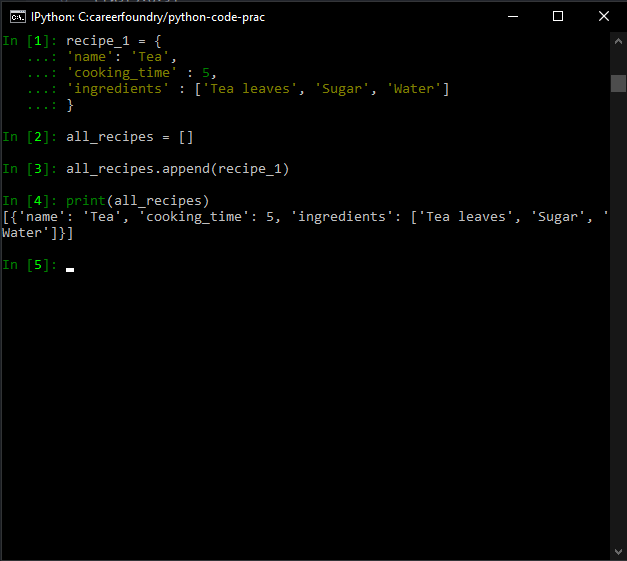 IPython: C:careerfoundry/python-code-prac
In [1]: recipe_1 = {
   ...: 'name': 'Tea',
   ...: 'cooking_time' : 5,
   ...: 'ingredients' : ['Tea leaves', 'Sugar', 'Water']
   ...: }
In [2]: all_recipes = []
In [3]: all_recipes.append(recipe_1)
In [4]: print(all_recipes)
[{'name': 'Tea', 'cooking_time': 5, 'ingredients': ['Tea leaves', 'Sugar', '
Water']}]
In [5]: